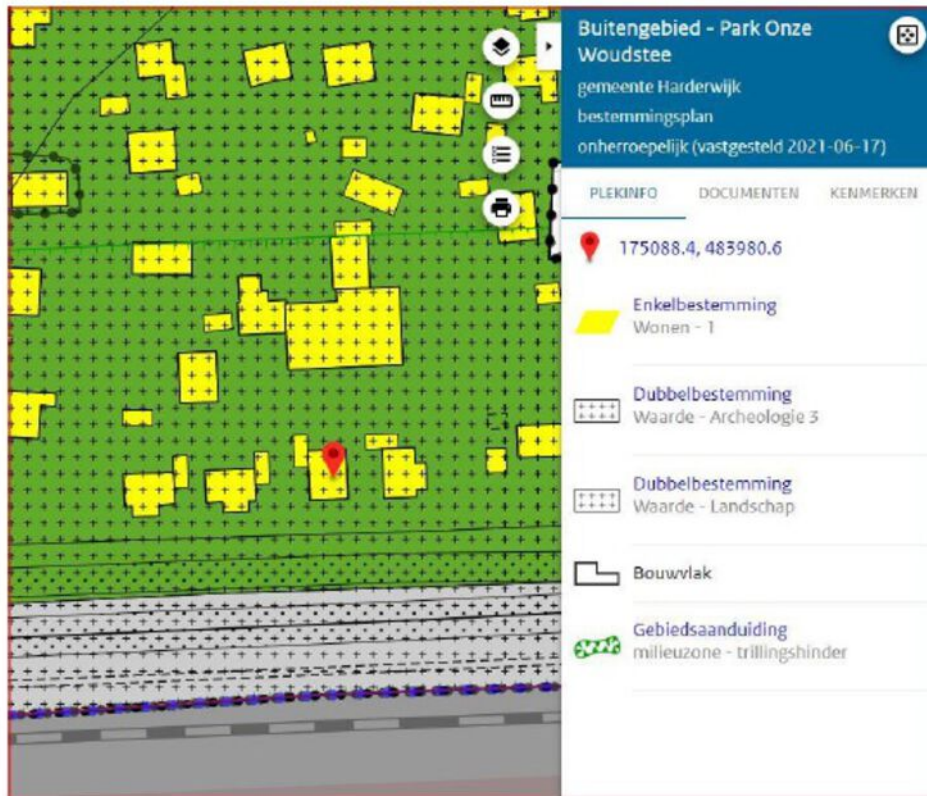 Buitengebied - Park Onze
Woudstee
gemeente Harderwijk
bestemmingsplan
onherroepelijk (vastgesteld 2021-06-17)
PLEKINFO DOCUMENTEN KENMERKEN
175088.4, 483980.6
Enkelbestemming
Wonen - 1
Dubbelbestemming
Waarde - Archeologie 3
Dubbelbestemming
Waarde - Landschap
Bouwvlak
Gebiedsaanduiding
milieuzone - trillingshinder